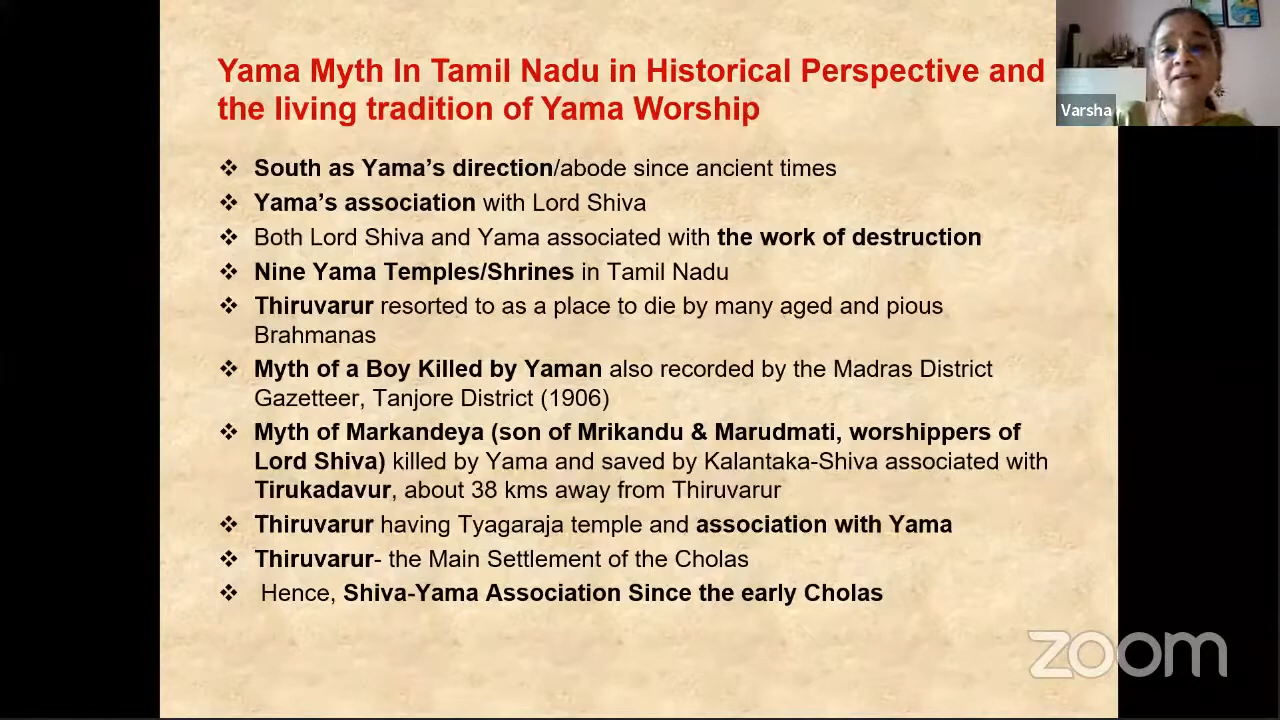 Yama Myth In Tamil Nadu in Historical Perspective and
the living tradition of Yama Worship
Varsha
❖ South as Yama's direction/abode since ancient times
❖ Yama's association with Lord Shiva
❖ Both Lord Shiva and Yama associated with the work of destruction
❖ Nine Yama Temples/Shrines in Tamil Nadu
❖ Thiruvarur resorted to as a place to die by many aged and pious
Brahmanas
❖ Myth of a Boy Killed by Yaman also recorded by the Madras District
Gazetteer, Tanjore District (1906)
❖ Myth of Markandeya (son of Mrikandu & Marudmati, worshippers of
Lord Shiva) killed by Yama and saved by Kalantaka-Shiva associated with
Tirukadavur, about 38 kms away from Thiruvarur
❖ Thiruvarur having Tyagaraja temple and association with Yama
❖ Thiruvarur- the Main Settlement of the Cholas
❖ Hence, Shiva-Yama Association Since the early Cholas
zoom